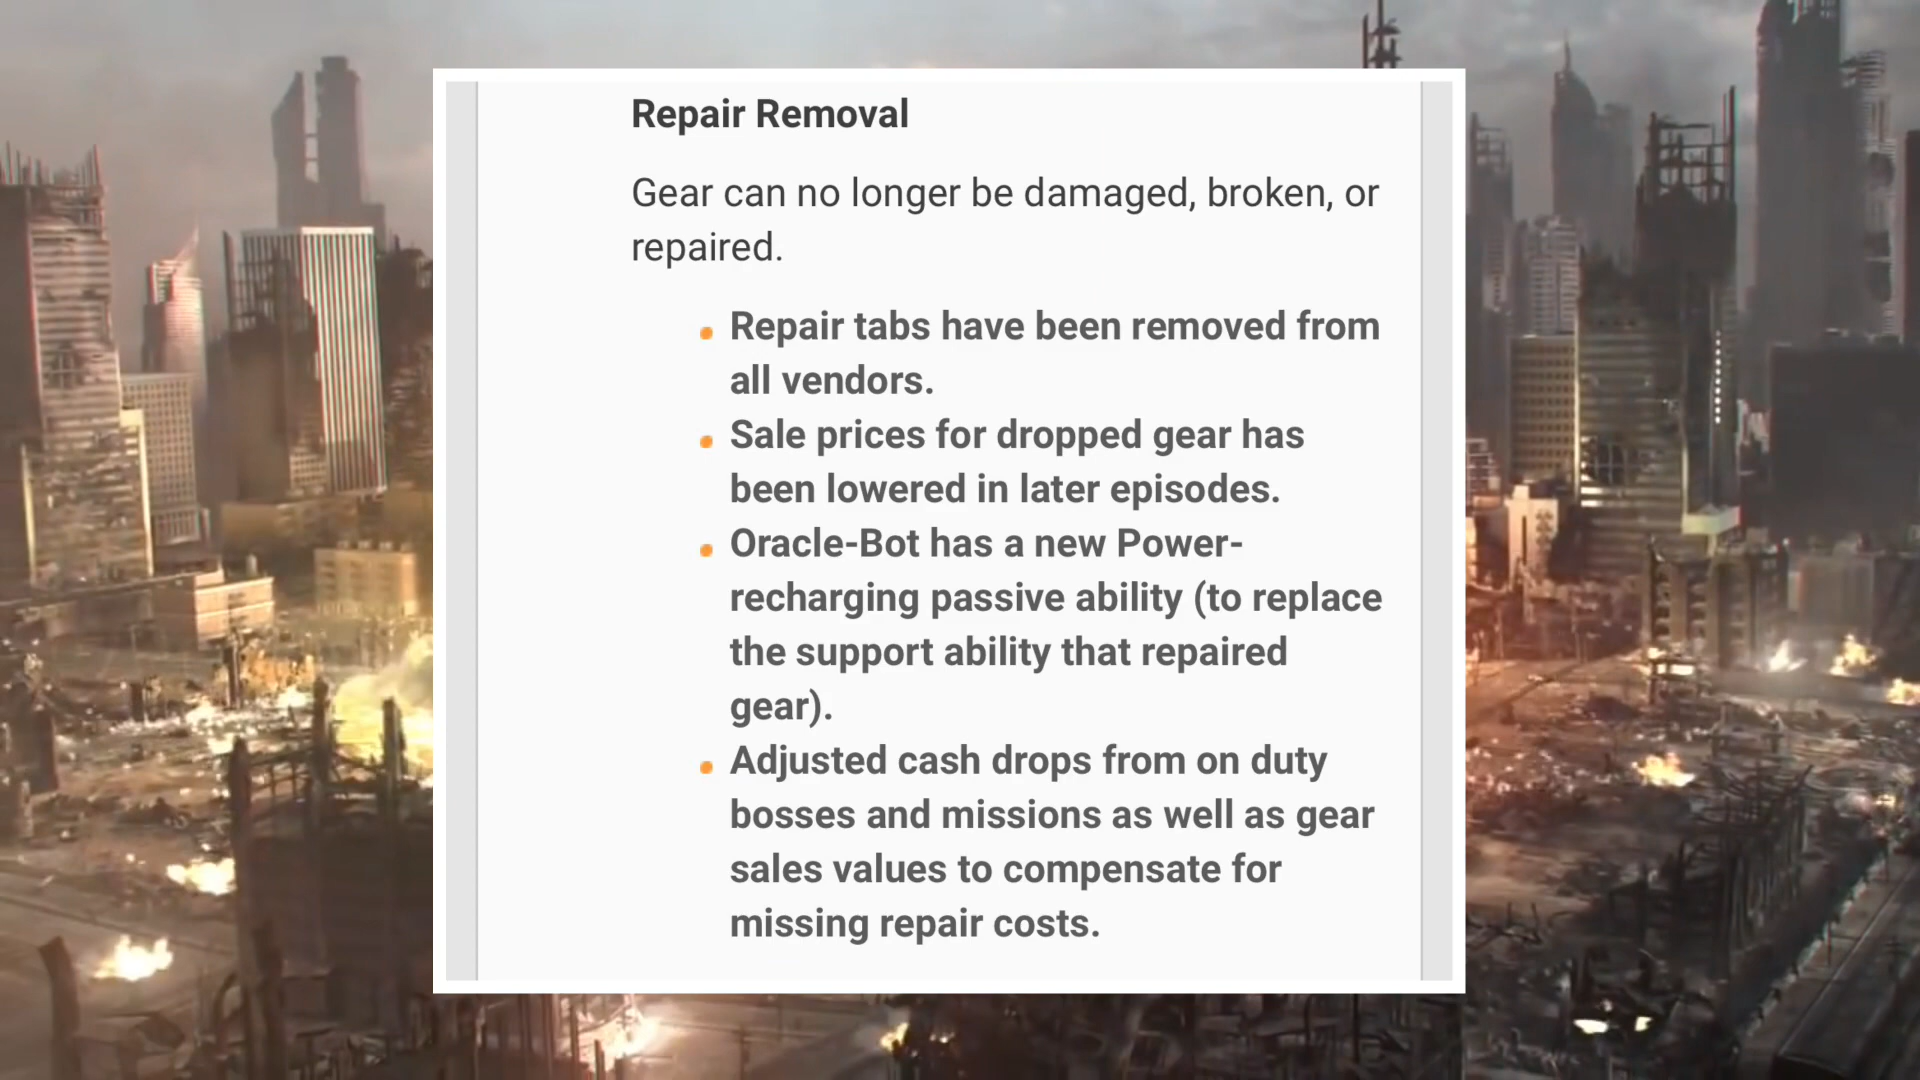 Repair Removal
Gear can no longer be damaged, broken, or
repaired.
Repair tabs have been removed from
all vendors.
Sale prices for dropped gear has
been lowered in later episodes.
Oracle-Bot has a new Power-
recharging passive ability (to replace
the support ability that repaired
gear).
Adjusted cash drops from on duty
bosses and missions as well as gear
sales values to compensate for
missing repair costs.